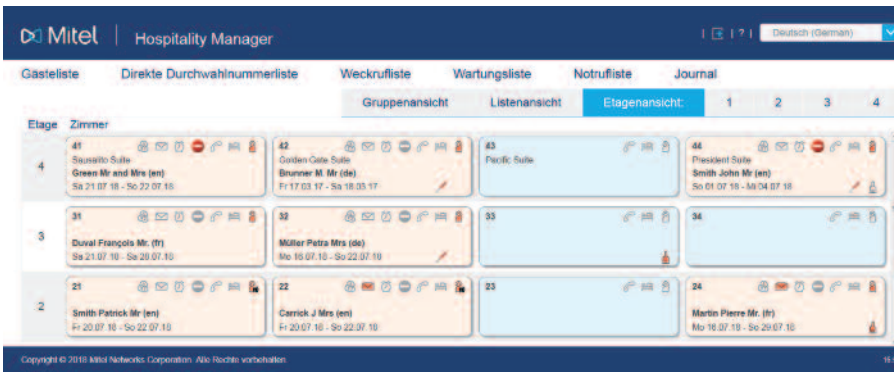 Mitel | Hospitality Manager
| ? | Deutsch (German)
Gästeliste Direkte Durchwahlnummerliste Weckrufliste Wartungsliste Notrufliste Journal
Gruppenansicht Listenansicht Etagenansicht: 1 2 3 4
Etage Zimmer
4
41
Sausalito Suite
Green Mr and Mrs (en)
Sa 21.07.18 - So 22.07.18
42
Golden Gate Suite
Brunner M. Mr (de)
Fr 17.03.17 - Sa 18.03.17
43
Pacific Suite
44
President Suite
Smith John Mr (en)
So 01.07.18 - Mi 04.07.18
3
31
Duval François Mr. (fr)
Sa 21.07.18 - Sa 28.07.18
32
Müller Petra Mrs (de)
Mo 16.07.18 - So 22.07.18
33
34
2
21
Smith Patrick Mr (en)
Fr 20.07.18 - So 22.07.18
22
Carrick J Mrs (en)
Fr 20.07.18 - So 22.07.18
23
24
Martin Pierre Mr. (fr)
Mo 16.07.18 - So 29.07.18
Copyright © 2018 Mitel Networks Corporation. Alle Rechte vorbehalten.